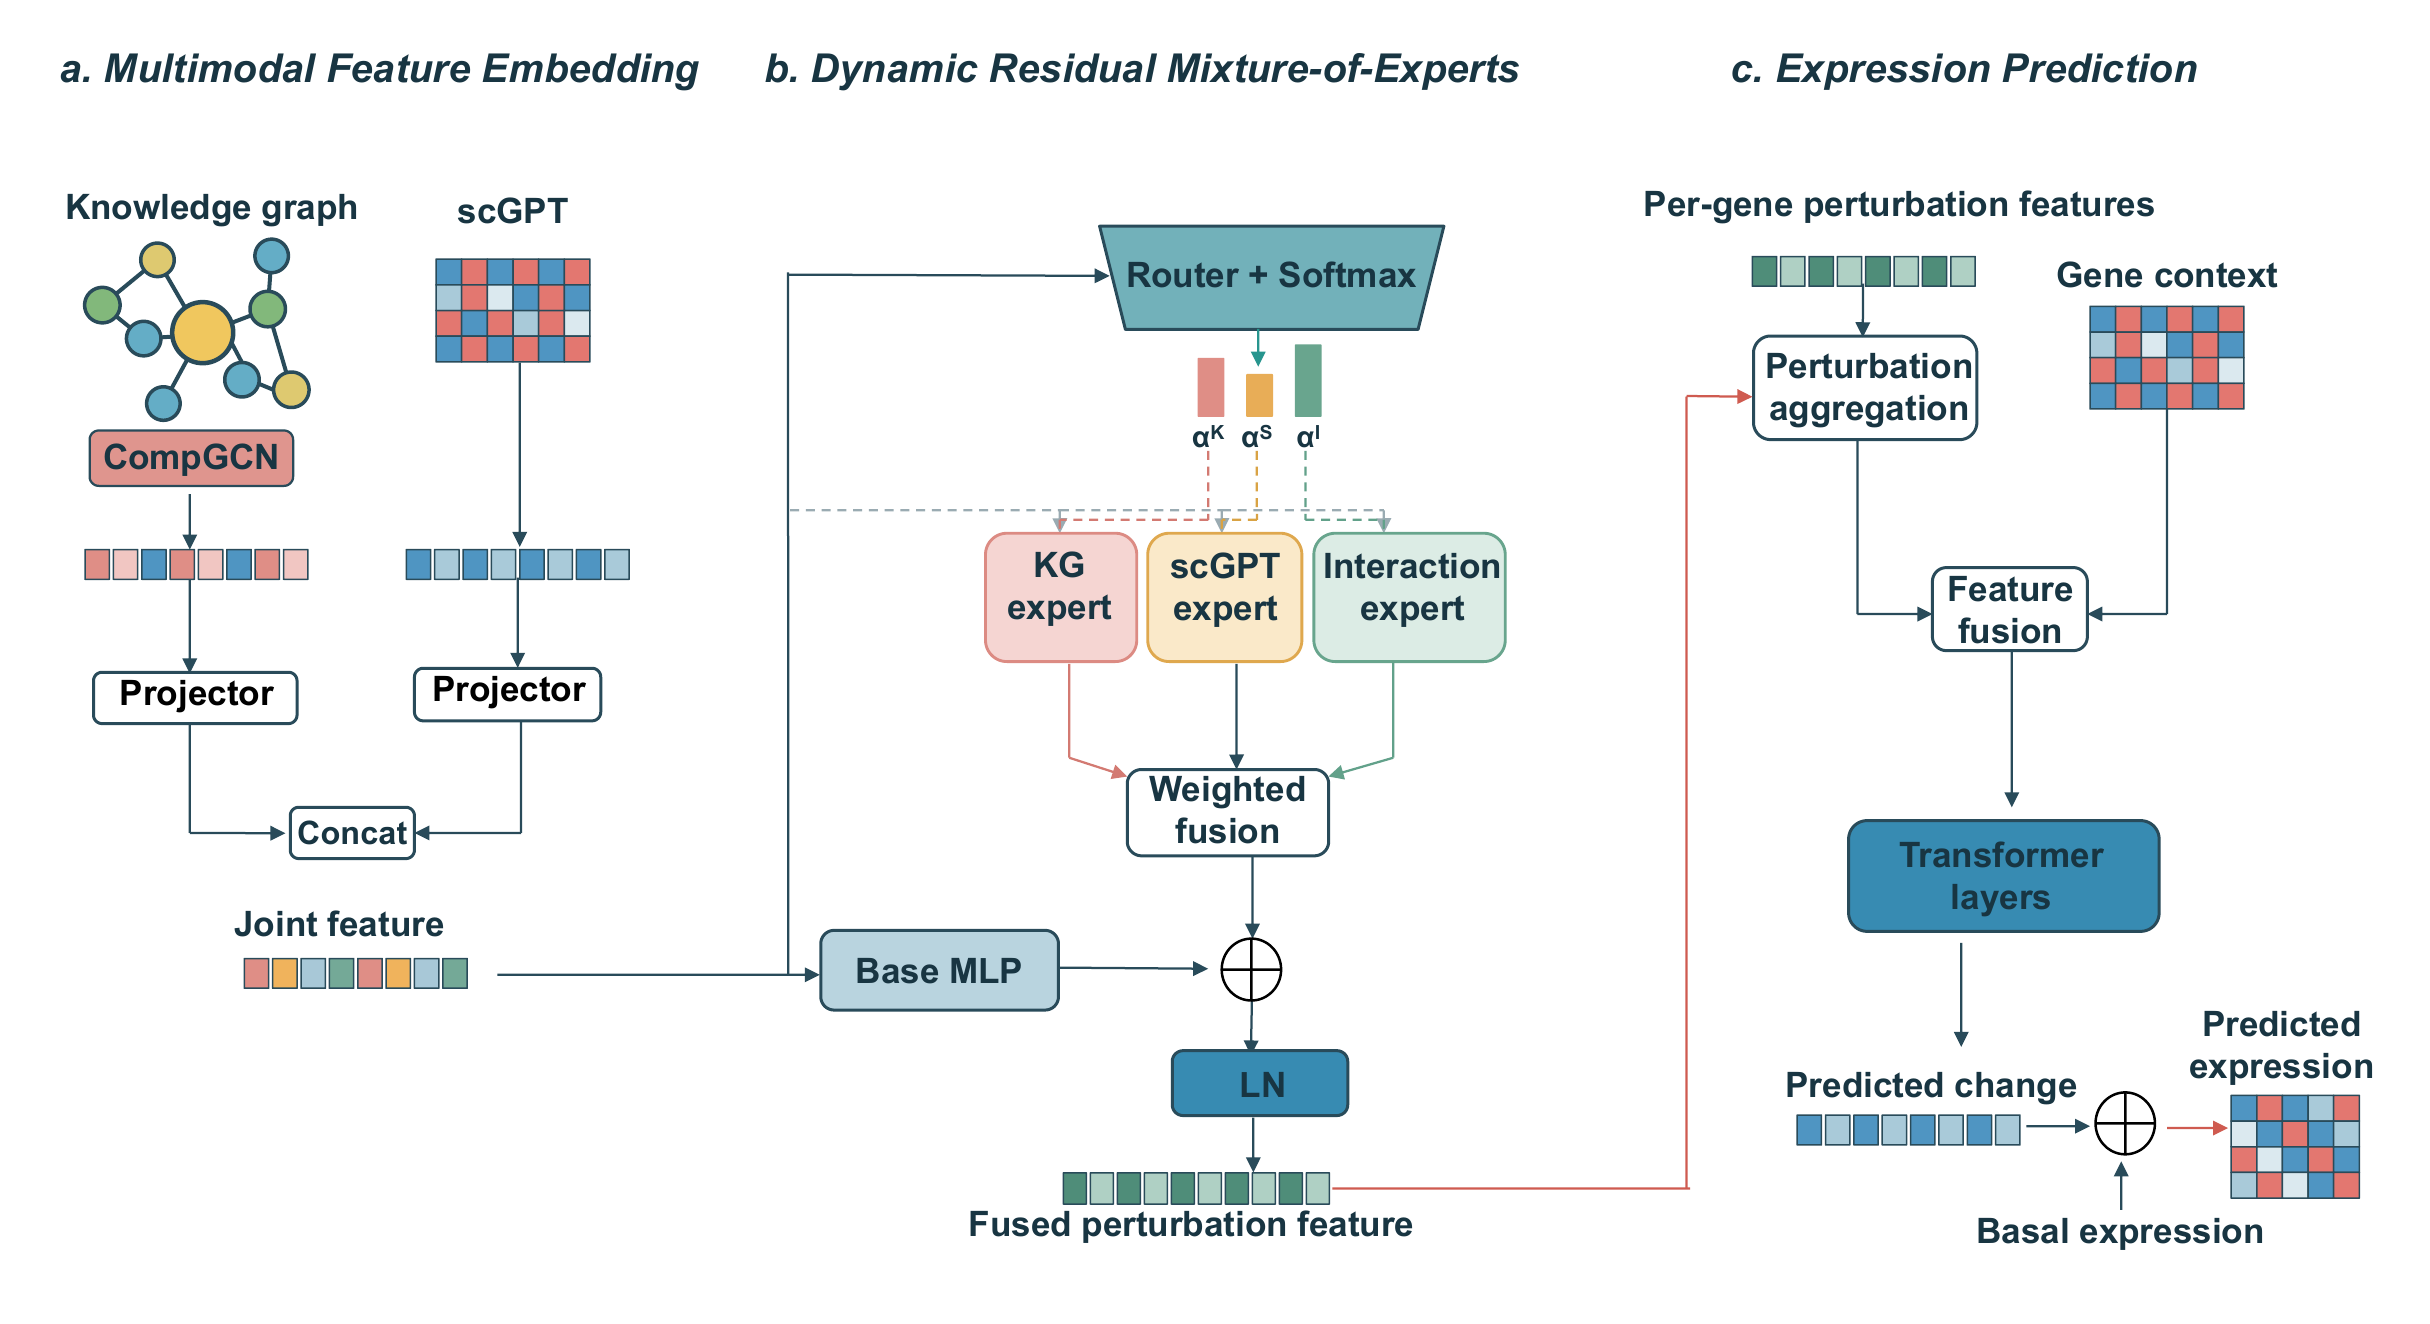 a. Multimodal Feature Embedding
b. Dynamic Residual Mixture-of-Experts
c. Expression Prediction
Knowledge graph
scGPT
CompGCN
Projector
Projector
Concat
Joint feature
Router + Softmax
αᴷ
αˢ
αᴵ
KG
expert
scGPT
expert
Interaction
expert
Weighted
fusion
Base MLP
LN
Fused perturbation feature
Per-gene perturbation features
Gene context
Perturbation
aggregation
Feature
fusion
Transformer
layers
Predicted change
Predicted
expression
Basal expression